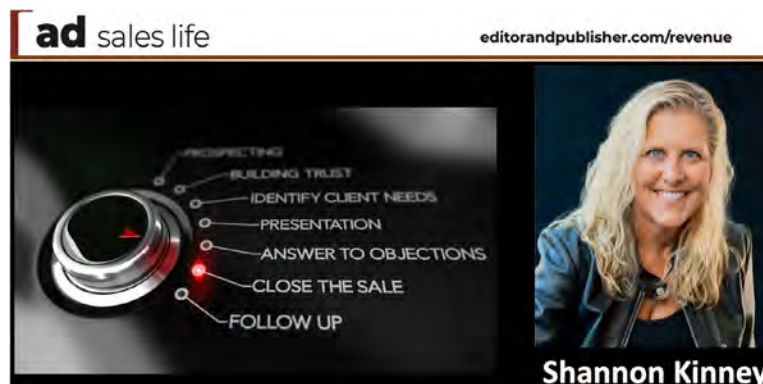 ad sales life
editorandpublisher.com/revenue
PROSPECTING
BUILDING TRUST
IDENTIFY CLIENT NEEDS
PRESENTATION
ANSWER TO OBJECTIONS
CLOSE THE SALE
FOLLOW UP
Shannon Kinney